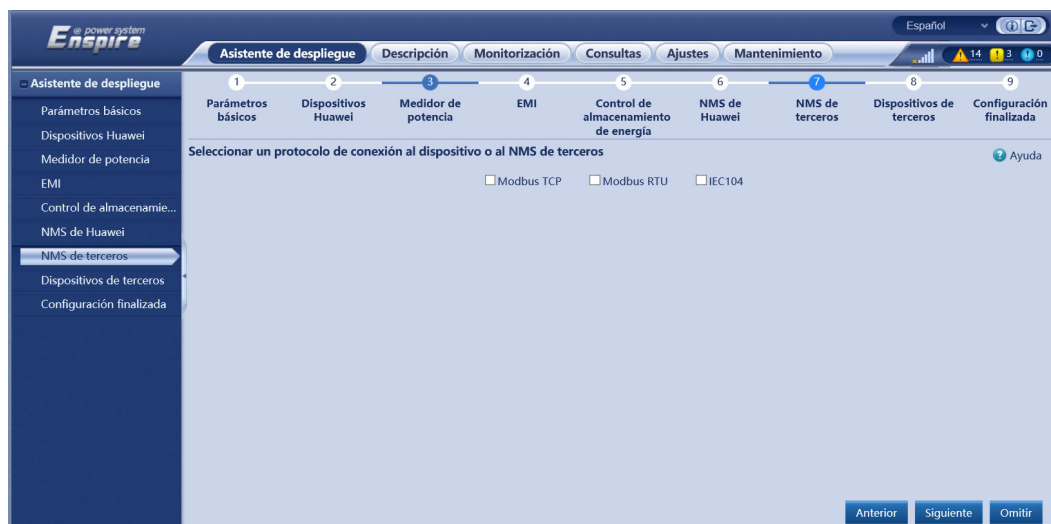 @ power system
Enspire
Español
Asistente de despliegue
Descripción
Monitorización
Consultas
Ajustes
Mantenimiento
14
3
0
Asistente de despliegue
Parámetros básicos
Dispositivos Huawei
Medidor de potencia
EMI
Control de almacenamie...
NMS de Huawei
NMS de terceros
Dispositivos de terceros
Configuración finalizada
1
2
3
4
5
6
7
8
9
Parámetros
básicos
Dispositivos
Huawei
Medidor de
potencia
EMI
Control de
almacenamiento
de energía
NMS de
Huawei
NMS de
terceros
Dispositivos de
terceros
Configuración
finalizada
Seleccionar un protocolo de conexión al dispositivo o al NMS de terceros
Ayuda
Modbus TCP
Modbus RTU
IEC104
Anterior
Siguiente
Omitir